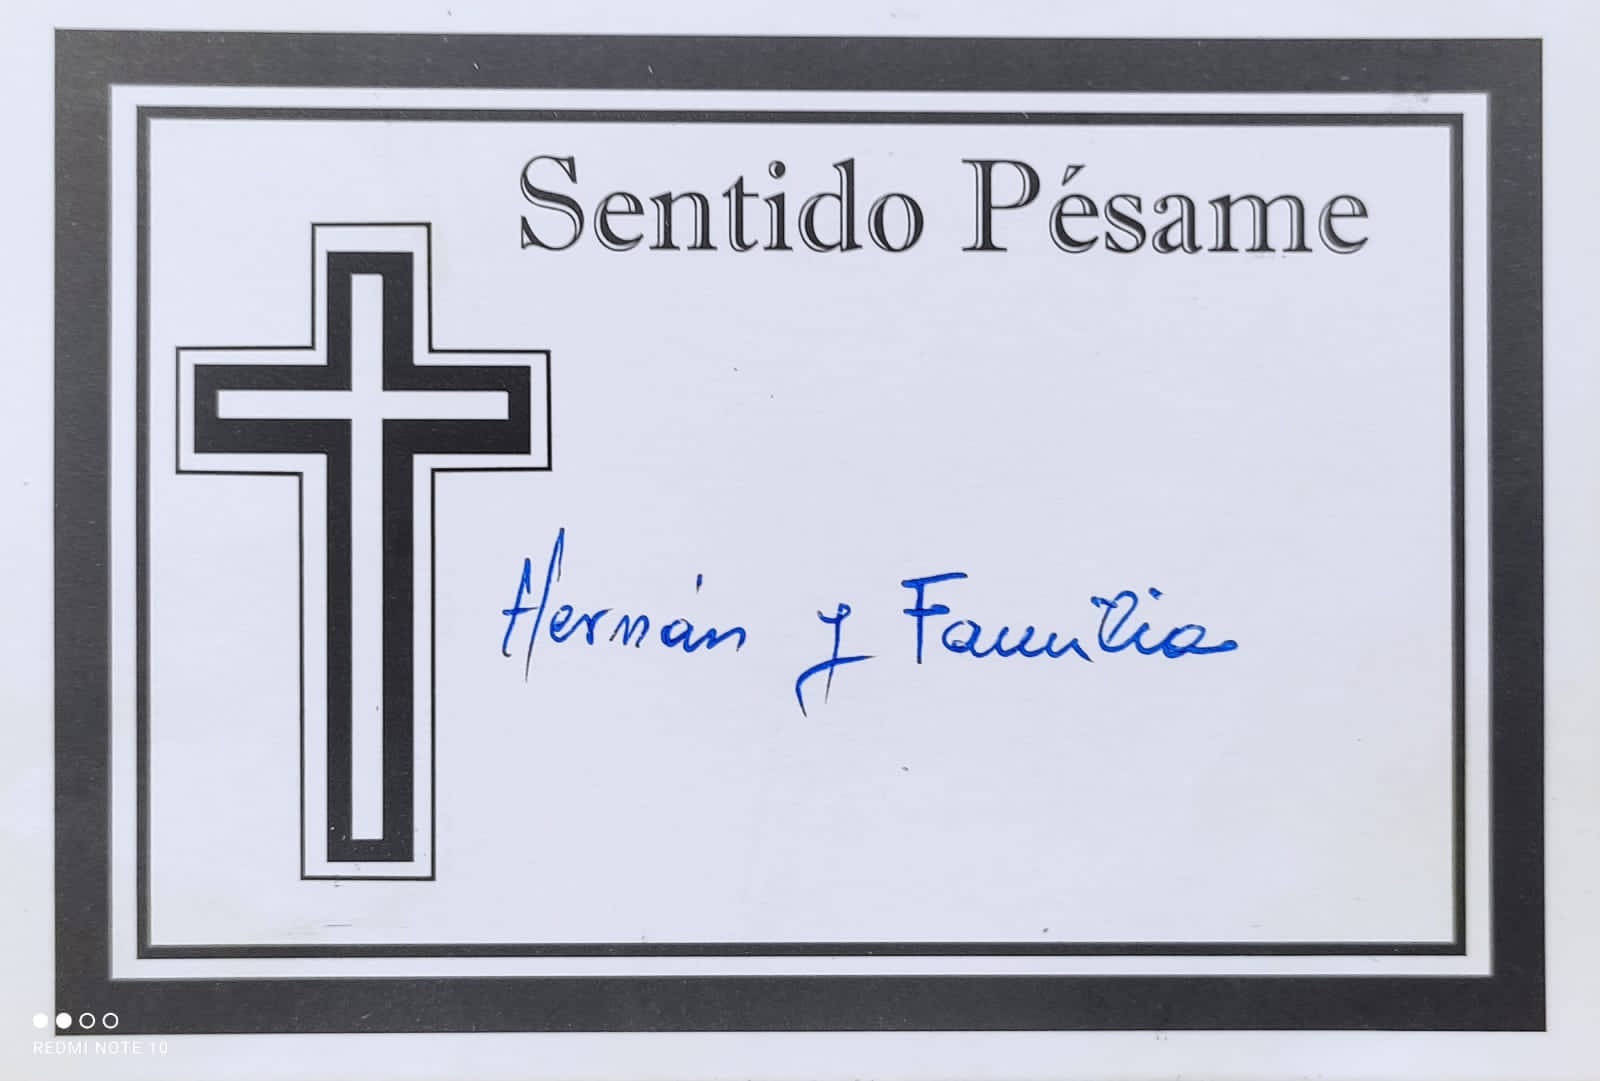 Sentido Pésame
Hernán y Familia
REDMI NOTE 10